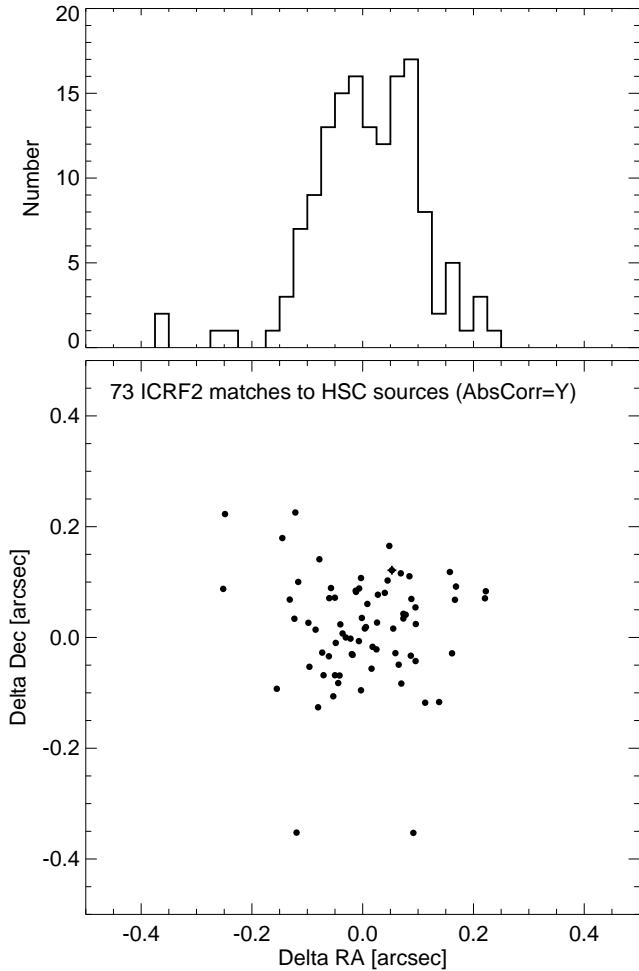 20
15
10
5
0
Number
73 ICRF2 matches to HSC sources (AbsCorr=Y)
0.4
0.2
0.0
-0.2
-0.4
Delta Dec [arcsec]
-0.4 -0.2 0.0 0.2 0.4
Delta RA [arcsec]